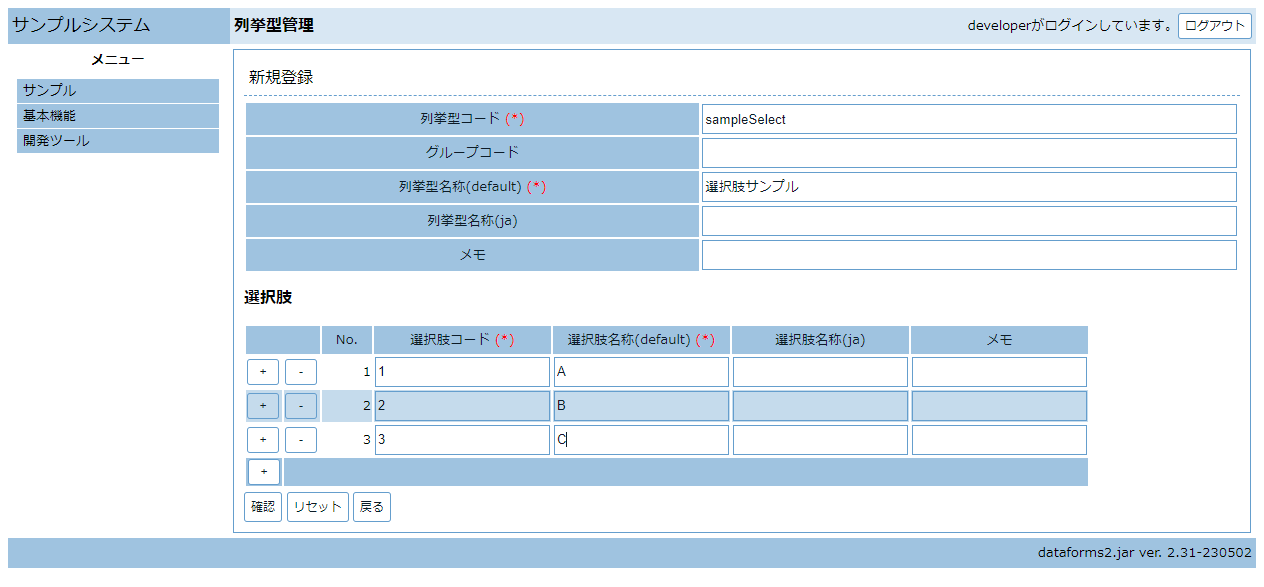 サンプルシステム 列挙型管理 developerがログインしています。 ログアウト
メニュー
サンプル
基本機能
開発ツール
新規登録
列挙型コード (*) sampleSelect
グループコード
列挙型名称(default) (*) 選択肢サンプル
列挙型名称(ja)
メモ
選択肢
No. 選択肢コード (*) 選択肢名称(default) (*) 選択肢名称(ja) メモ
+ - 1 1 A
+ - 2 2 B
+ - 3 3 C
+
確認 リセット 戻る
dataforms2.jar ver. 2.31-230502